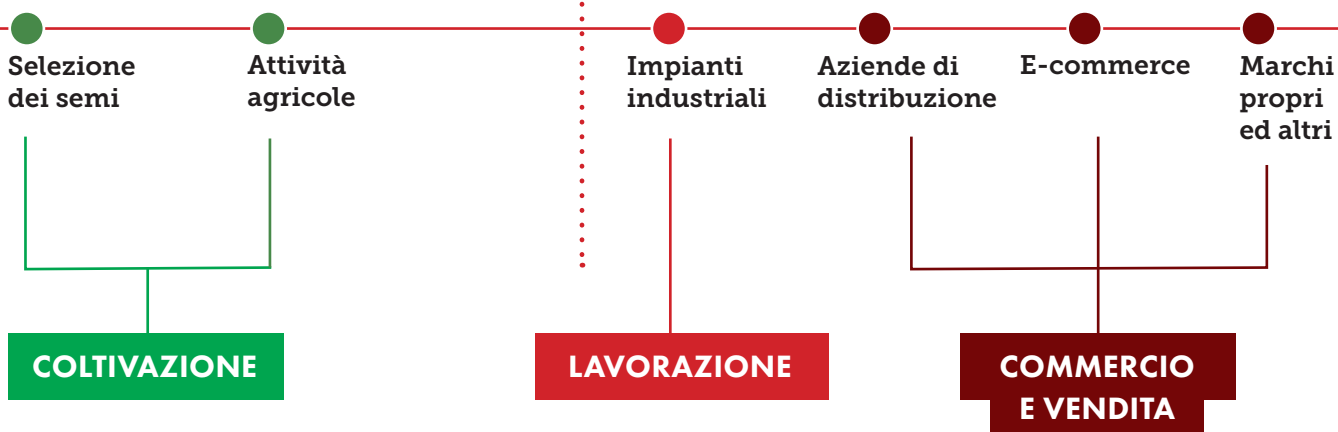 Selezione
dei semi
Attività
agricole
Impianti
industriali
Aziende di
distribuzione
E-commerce
Marchi
propri
ed altri
COLTIVAZIONE
LAVORAZIONE
COMMERCIO
E VENDITA